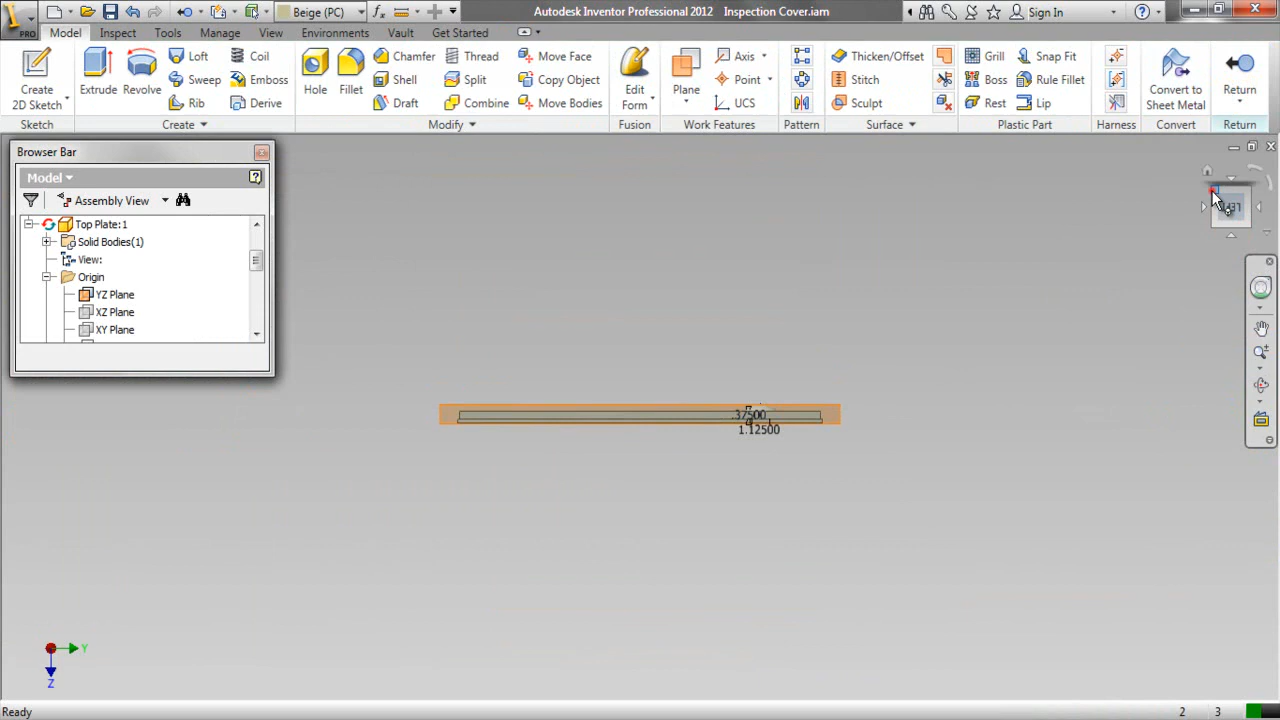 PRO
Beige (PC)
Autodesk Inventor Professional 2012 Inspection Cover.iam
Sign In
Model Inspect Tools Manage View Environments Vault Get Started
Create
2D Sketch
Sketch
Extrude
Revolve
Loft
Sweep
Rib
Coil
Emboss
Derive
Create
Hole
Fillet
Chamfer
Shell
Draft
Thread
Split
Combine
Move Face
Copy Object
Move Bodies
Modify
Edit
Form
Fusion
Plane
Axis
Point
UCS
Work Features
Pattern
Thicken/Offset
Stitch
Sculpt
Surface
Grill
Boss
Rest
Snap Fit
Rule Fillet
Lip
Plastic Part
Harness
Convert to
Sheet Metal
Convert
Return
Return
Browser Bar
Model
Assembly View
Top Plate:1
Solid Bodies(1)
View:
Origin
YZ Plane
XZ Plane
XY Plane
.37500
1.12500
Y
Z
Ready
2 3